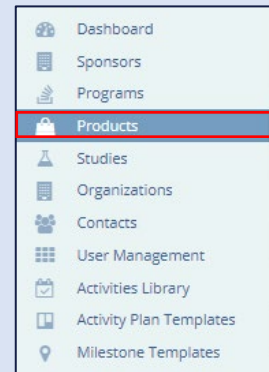 Dashboard
Sponsors
Programs
Products
Studies
Organizations
Contacts
User Management
Activities Library
Activity Plan Templates
Milestone Templates